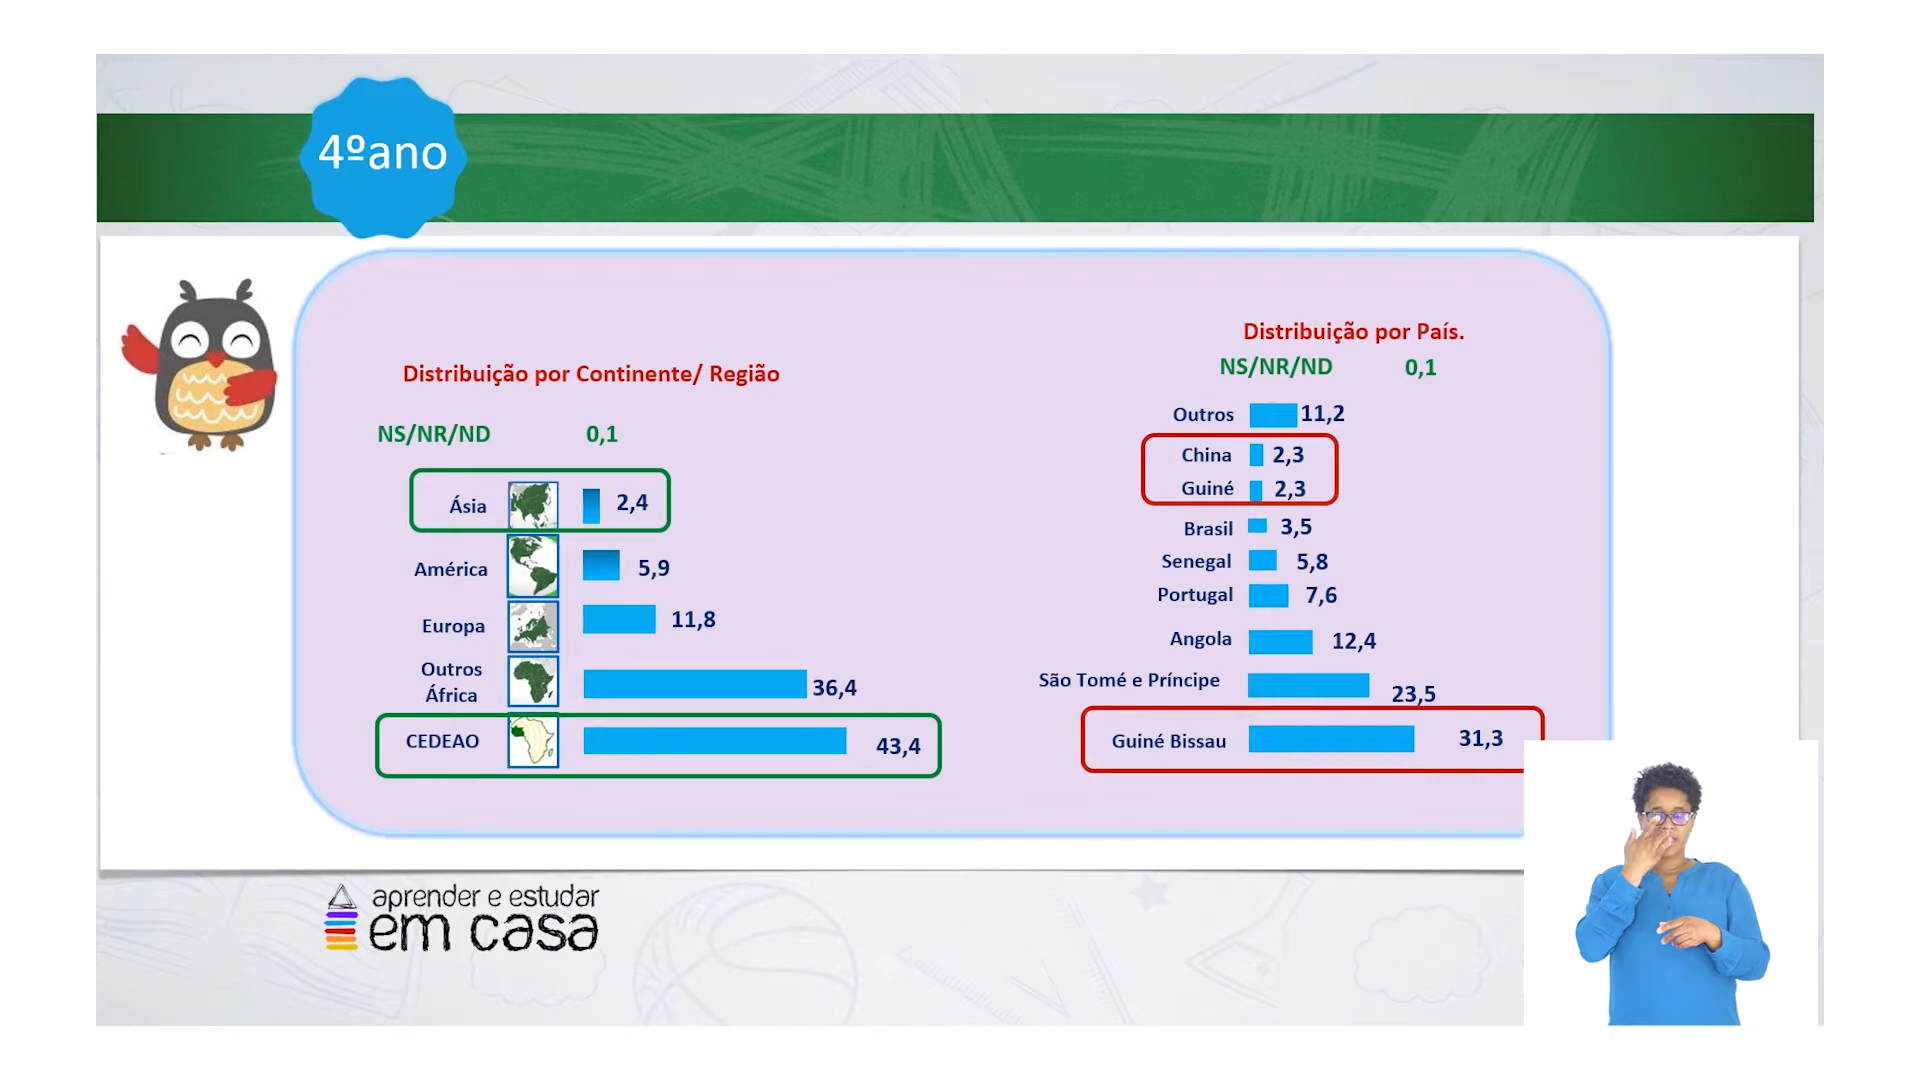 4ºano
Distribuição por Continente/ Região
NS/NR/ND 0,1
Ásia 2,4
América 5,9
Europa 11,8
Outros
África 36,4
CEDEAO 43,4
Distribuição por País.
NS/NR/ND 0,1
Outros 11,2
China 2,3
Guiné 2,3
Brasil 3,5
Senegal 5,8
Portugal 7,6
Angola 12,4
São Tomé e Príncipe 23,5
Guiné Bissau 31,3
aprender e estudar
em casa